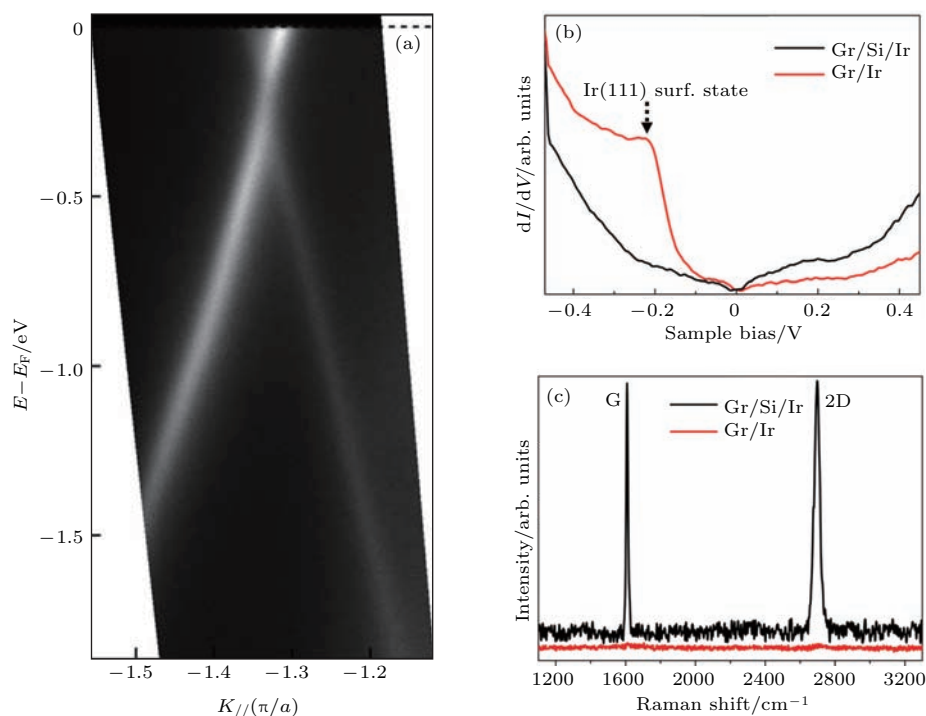 (a)
0
−0.5
−1.0
−1.5
E−E_F/eV
−1.5 −1.4 −1.3 −1.2
K_//(π/a)
(b)
Gr/Si/Ir
Gr/Ir
Ir(111) surf. state
dI/dV/arb. units
−0.4 −0.2 0 0.2 0.4
Sample bias/V
(c)
G
Gr/Si/Ir
Gr/Ir
2D
Intensity/arb. units
1200 1600 2000 2400 2800 3200
Raman shift/cm⁻¹